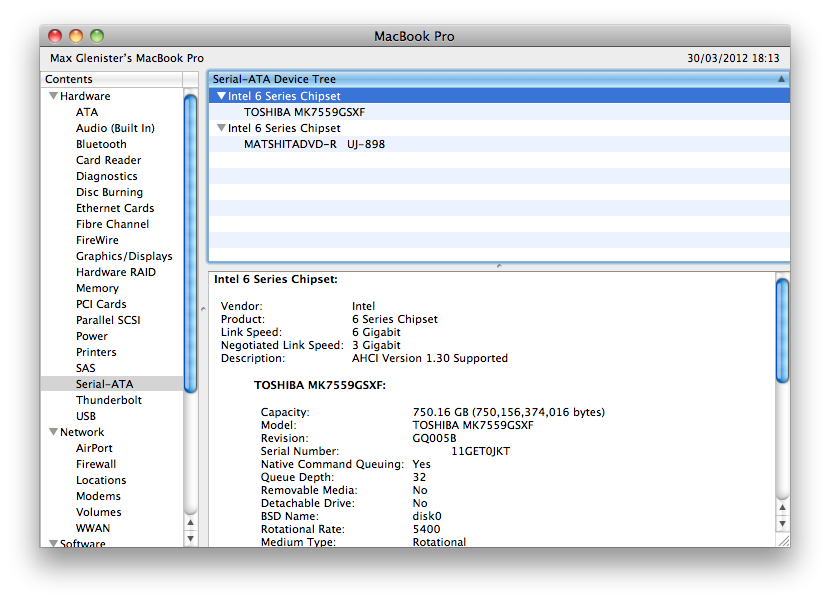 MacBook Pro
Max Glenister's MacBook Pro 30/03/2012 18:13
Contents
Hardware
ATA
Audio (Built In)
Bluetooth
Card Reader
Diagnostics
Disc Burning
Ethernet Cards
Fibre Channel
FireWire
Graphics/Displays
Hardware RAID
Memory
PCI Cards
Parallel SCSI
Power
Printers
SAS
Serial-ATA
Thunderbolt
USB
Network
AirPort
Firewall
Locations
Modems
Volumes
WWAN
Software
Serial-ATA Device Tree
Intel 6 Series Chipset
TOSHIBA MK7559GSXF
Intel 6 Series Chipset
MATSHITADVD-R UJ-898
Intel 6 Series Chipset:
Vendor: Intel
Product: 6 Series Chipset
Link Speed: 6 Gigabit
Negotiated Link Speed: 3 Gigabit
Description: AHCI Version 1.30 Supported
TOSHIBA MK7559GSXF:
Capacity: 750.16 GB (750,156,374,016 bytes)
Model: TOSHIBA MK7559GSXF
Revision: GQ005B
Serial Number: 11GET0JKT
Native Command Queuing: Yes
Queue Depth: 32
Removable Media: No
Detachable Drive: No
BSD Name: disk0
Rotational Rate: 5400
Medium Type: Rotational